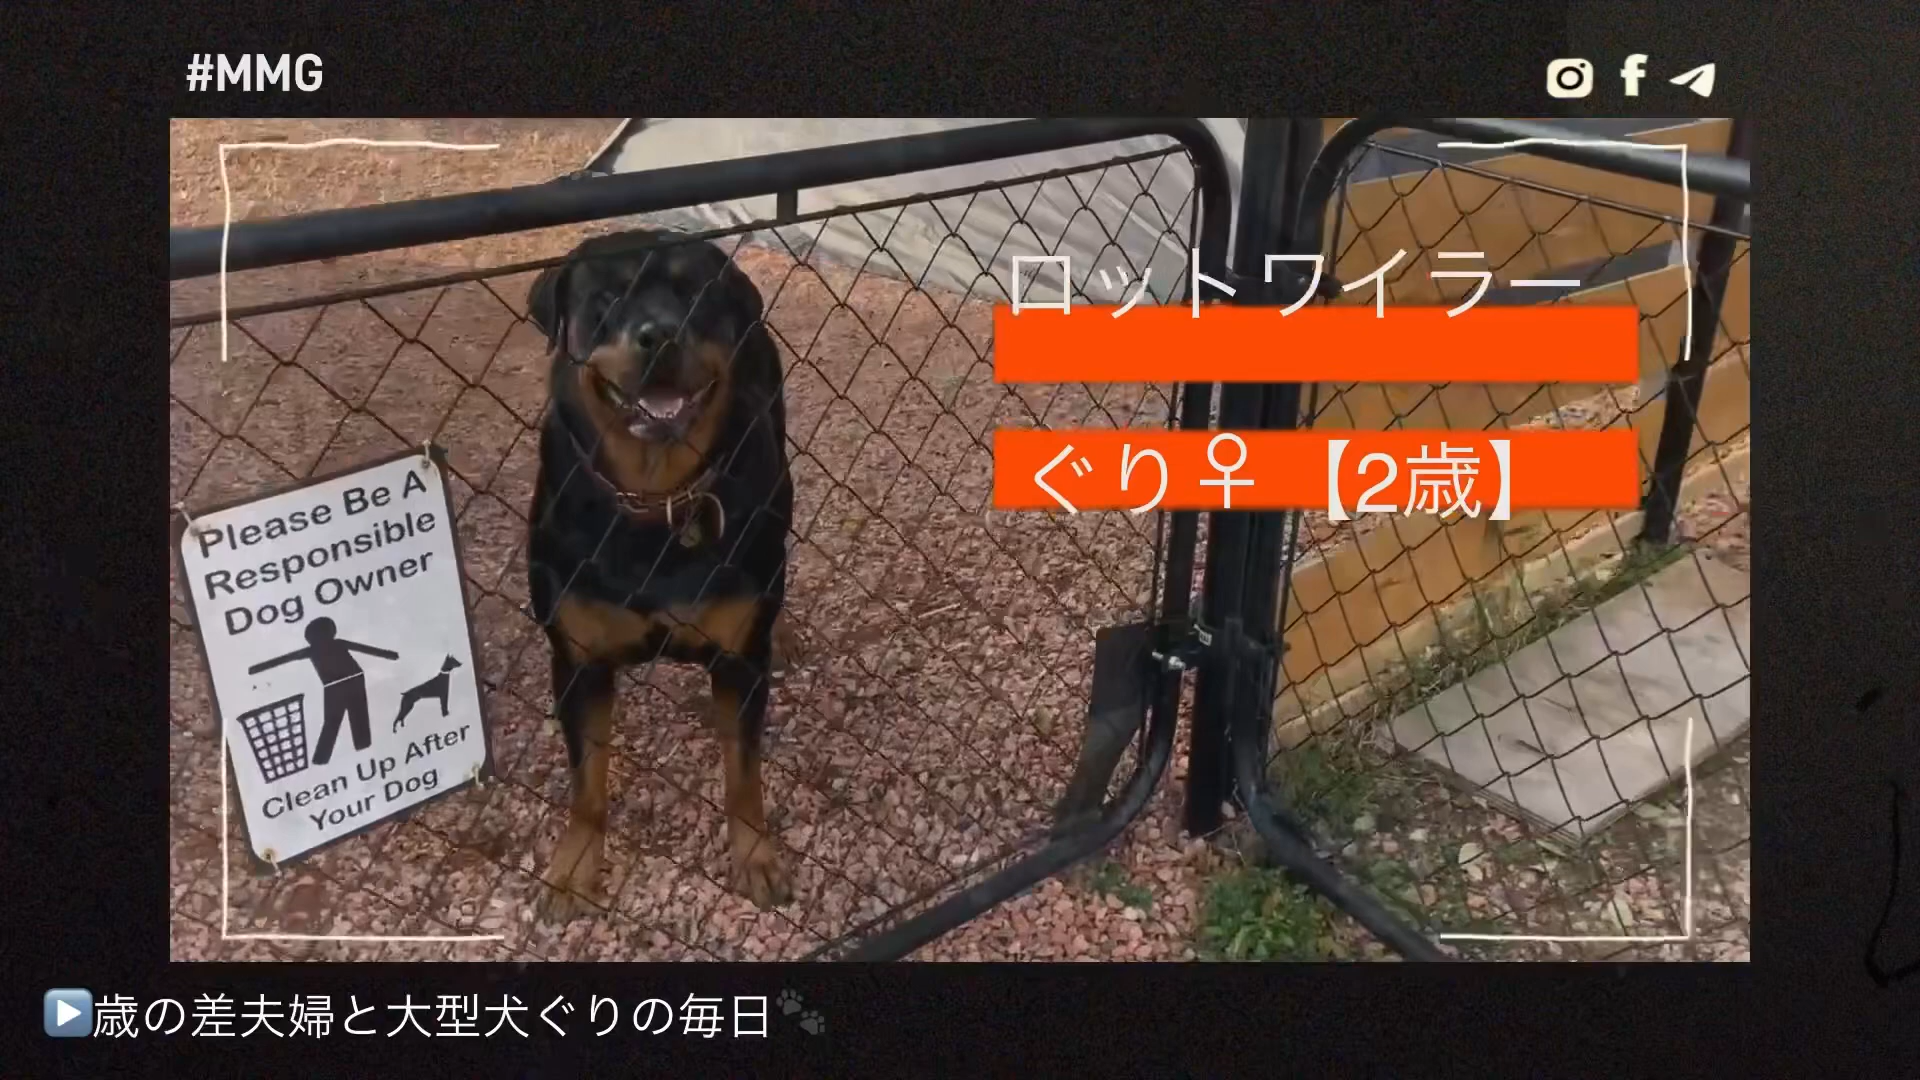 #MMG
ロットワイラー
ぐり♀【2歳】
Please Be A
Responsible
Dog Owner
Clean Up After
Your Dog
▶️歳の差夫婦と大型犬ぐりの毎日🐾